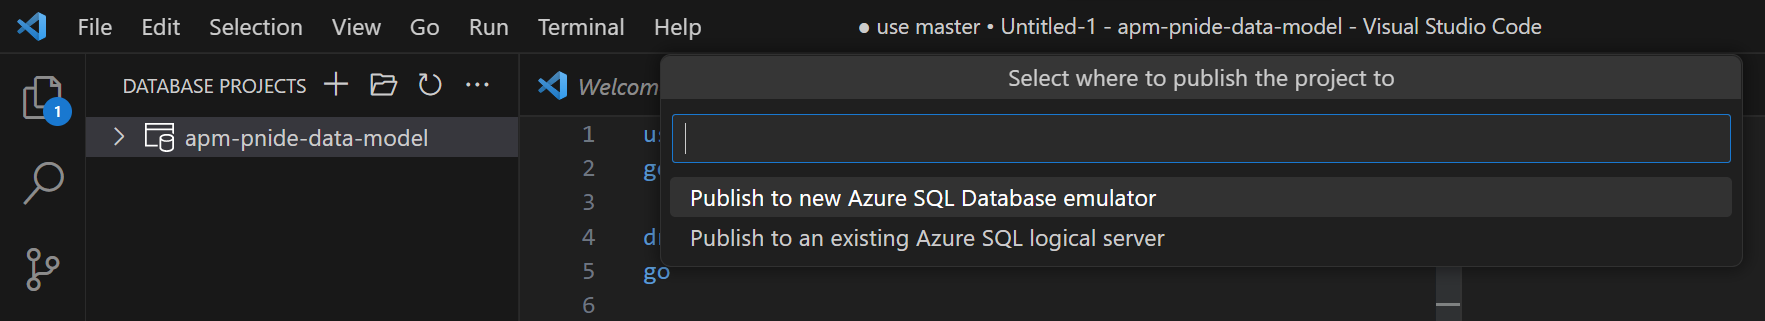 File Edit Selection View Go Run Terminal Help ● use master • Untitled-1 - apm-pnide-data-model - Visual Studio Code
Select where to publish the project to
DATABASE PROJECTS
Welcom
1
apm-pnide-data-model
1 u
2 g
3
4 d
5 go
6
Publish to new Azure SQL Database emulator
Publish to an existing Azure SQL logical server